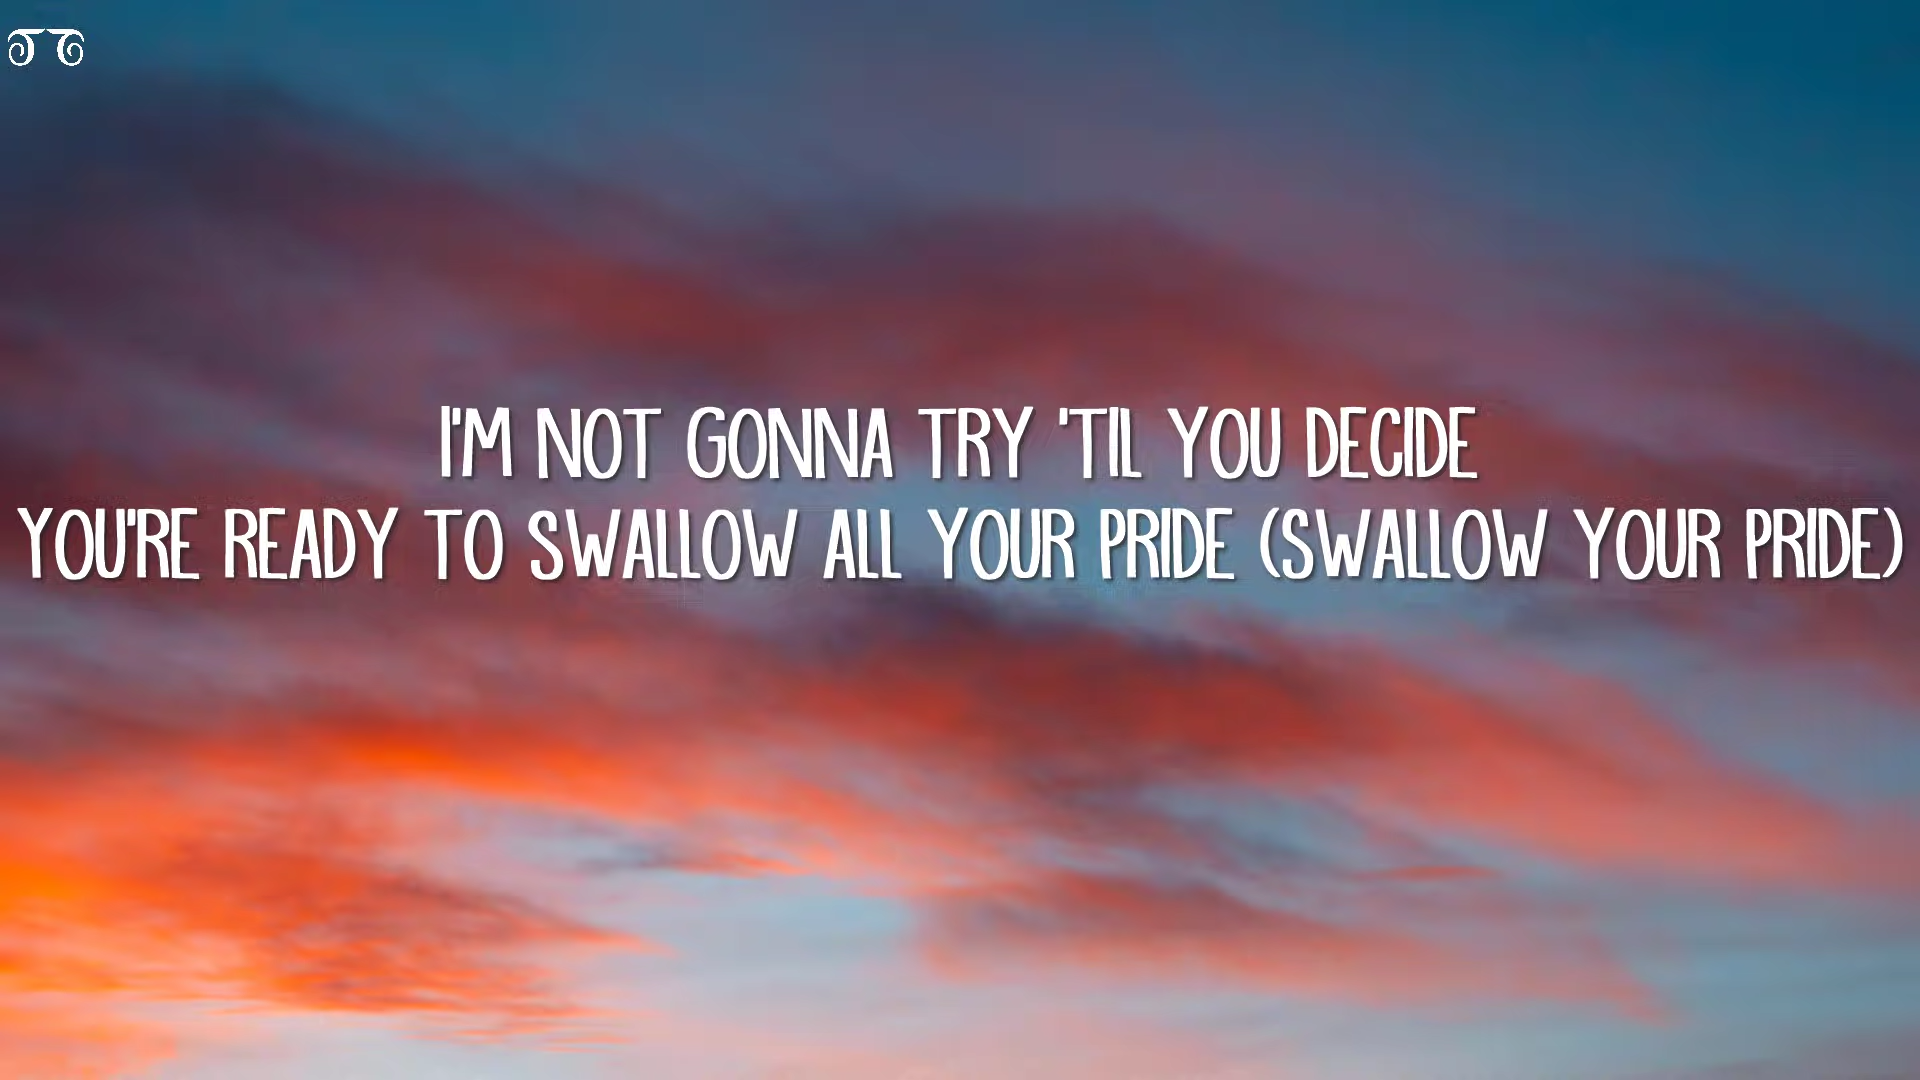 I'M NOT GONNA TRY 'TIL YOU DECIDE
YOU'RE READY TO SWALLOW ALL YOUR PRIDE (SWALLOW YOUR PRIDE)